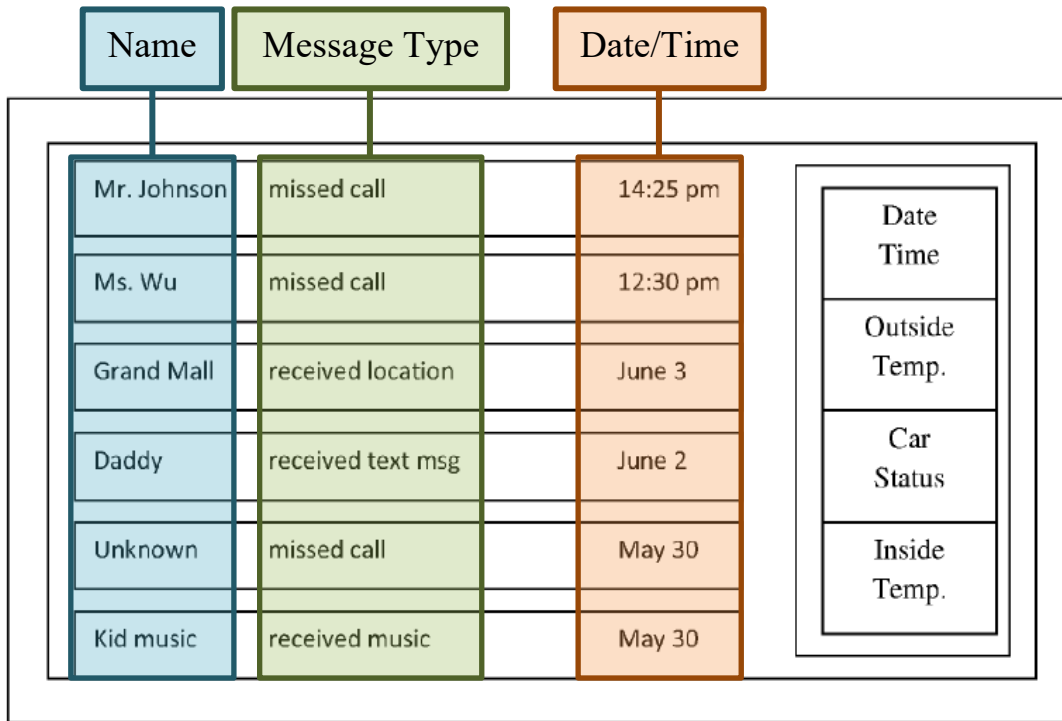 Name Message Type Date/Time
Mr. Johnson missed call 14:25 pm
Ms. Wu missed call 12:30 pm
Grand Mall received location June 3
Daddy received text msg June 2
Unknown missed call May 30
Kid music received music May 30
Date
Time
Outside
Temp.
Car
Status
Inside
Temp.